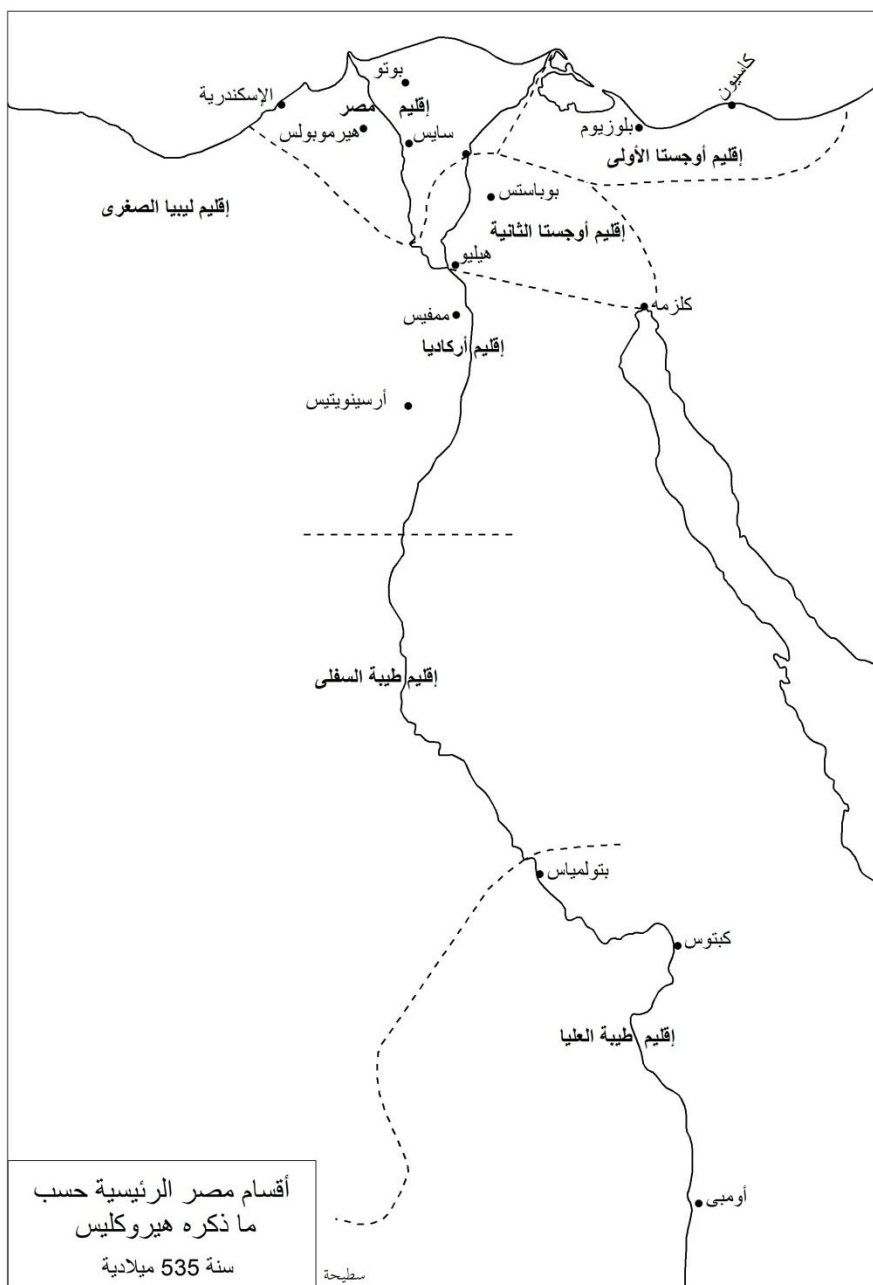 كاسيون
بوتو
الإسكندرية
إقليم مصر
بلوزيوم
هيرموبولس
سايس
إقليم أوجستا الأولى
بوباستس
إقليم ليبيا الصغرى
إقليم أوجستا الثانية
هيليو
كلزمه
ممفيس
إقليم أركاديا
أرسينويتيس
إقليم طيبة السفلى
بتولمياس
كبتوس
إقليم طيبة العليا
أومبى
أقسام مصر الرئيسية حسب
ما ذكره هيروكليس
سنة 535 ميلادية
سطيحة